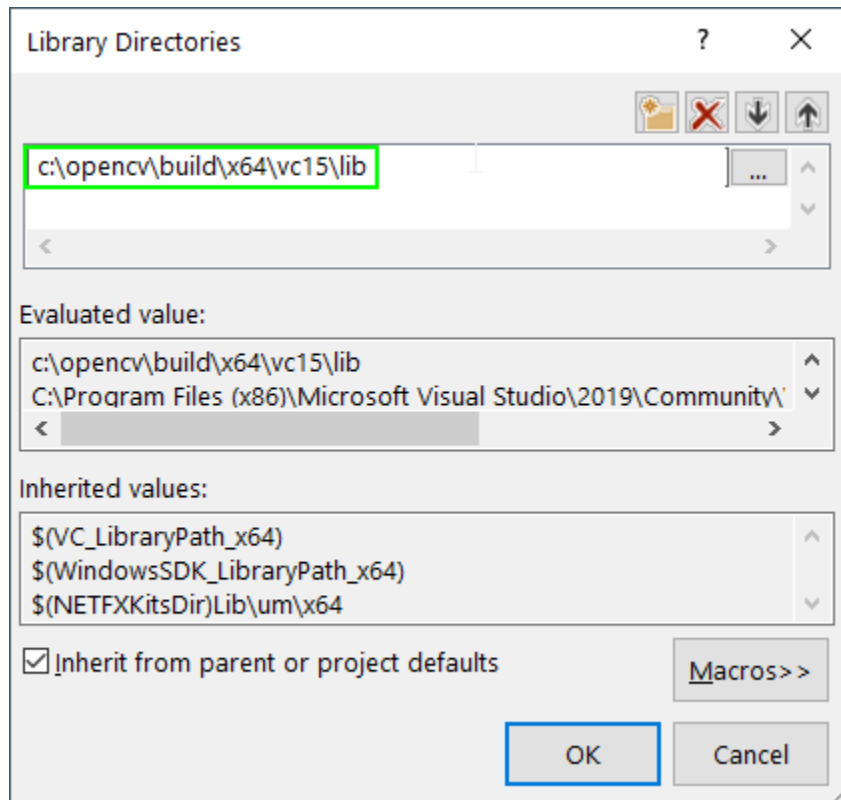 Library Directories
?
c:\opencv\build\x64\vc15\lib
...
Evaluated value:
c:\opencv\build\x64\vc15\lib
C:\Program Files (x86)\Microsoft Visual Studio\2019\Community\
Inherited values:
$(VC_LibraryPath_x64)
$(WindowsSDK_LibraryPath_x64)
$(NETFXKitsDir)Lib\um\x64
Inherit from parent or project defaults
Macros>>
OK
Cancel